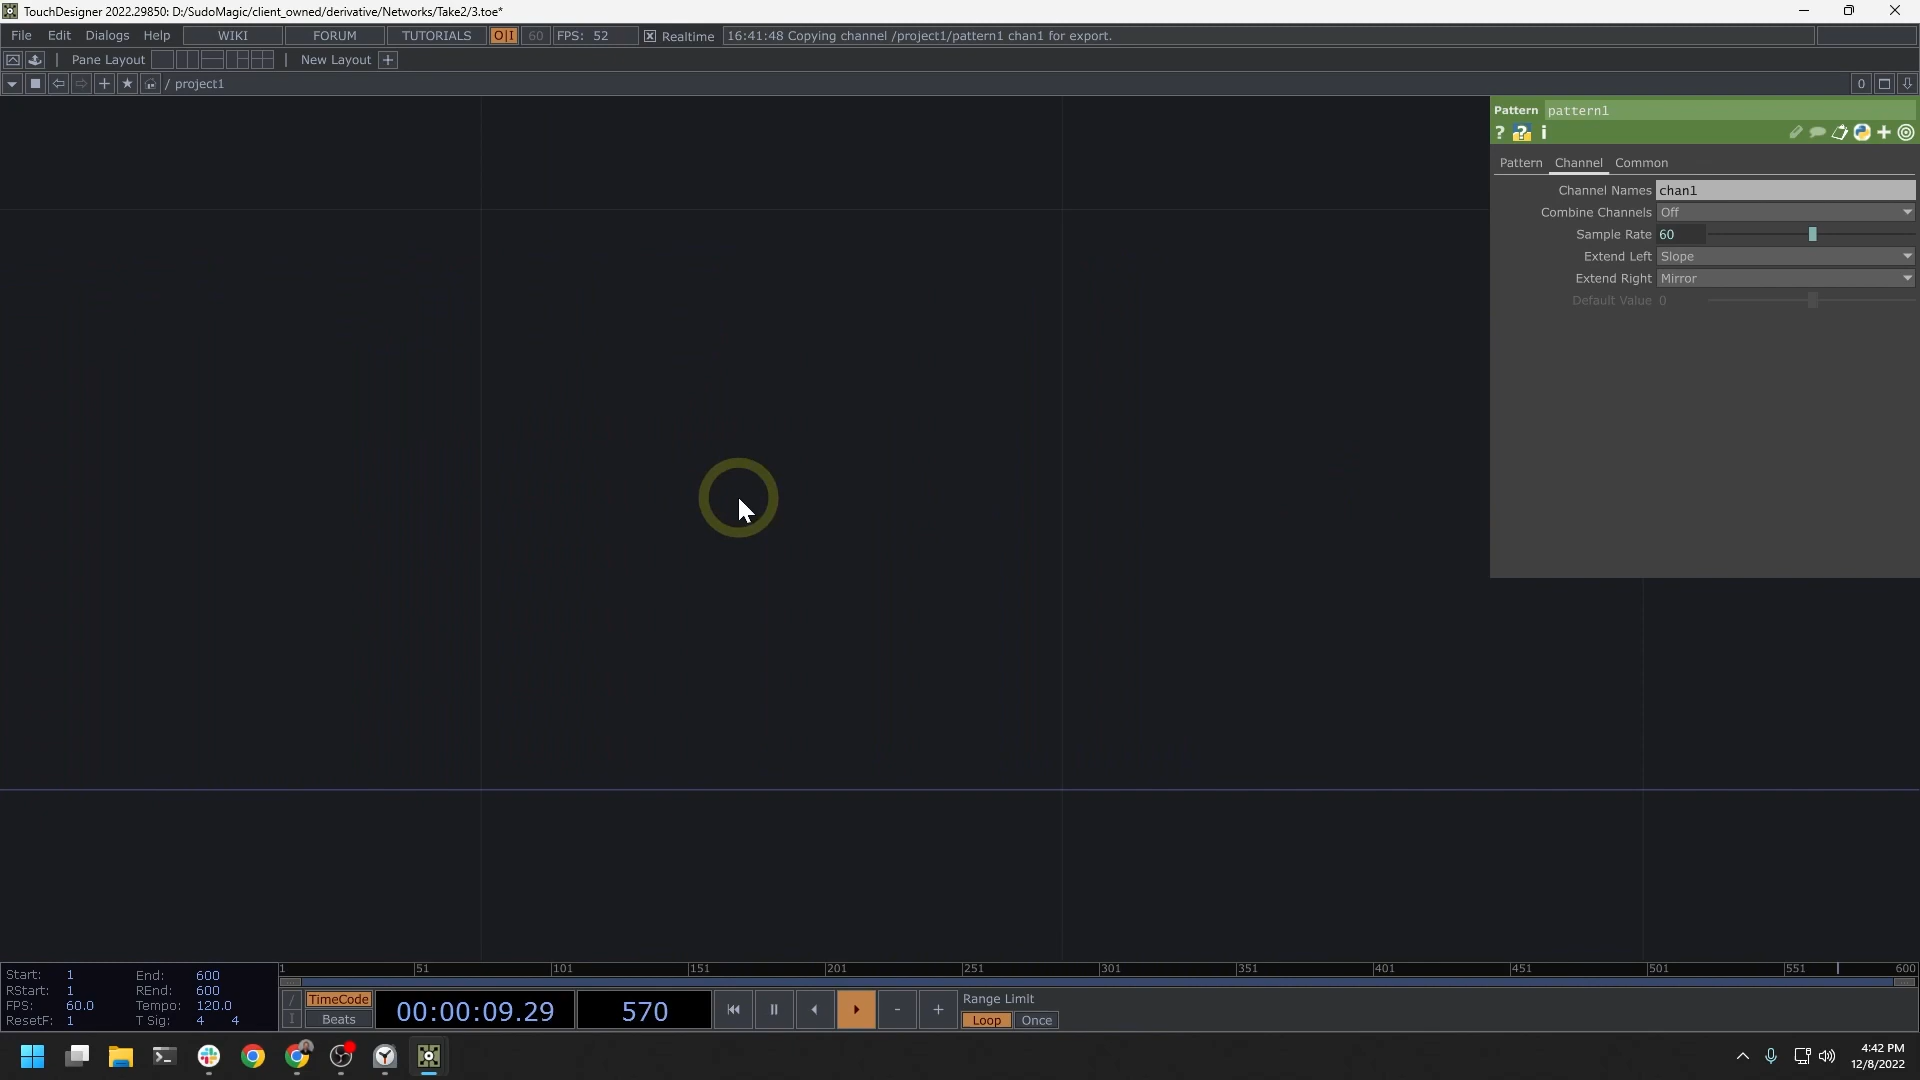 TouchDesigner 2022.29850: D:/SudoMagic/client_owned/derivative/Networks/Take2/3.toe*
File Edit Dialogs Help WIKI FORUM TUTORIALS O|I 60 FPS: 52 Realtime 16:41:48 Copying channel /project1/pattern1 chan1 for export.
Pane Layout New Layout +
/ project1 0
Pattern pattern1
Pattern Channel Common
Channel Names chan1
Combine Channels Off
Sample Rate 60
Extend Left Slope
Extend Right Mirror
Default Value 0
1 51 101 151 201 251 301 351 401 451 501 551 600
Start: 1 End: 600
RStart: 1 REnd: 600
FPS: 60.0 Tempo: 120.0
ResetF: 1 T Sig: 4 4
TimeCode
Beats
00:00:09.29
570
- +
Range Limit
Loop Once
4:42 PM
12/8/2022